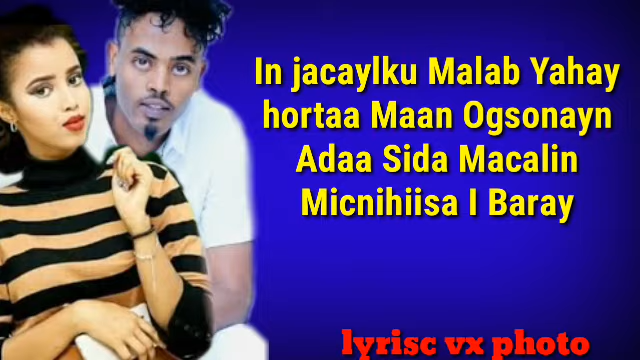 In jacaylku Malab Yahay
hortaa Maan Ogsonayn
Adaa Sida Macalin
Micnihiisa I Baray
lyrisc vx photo